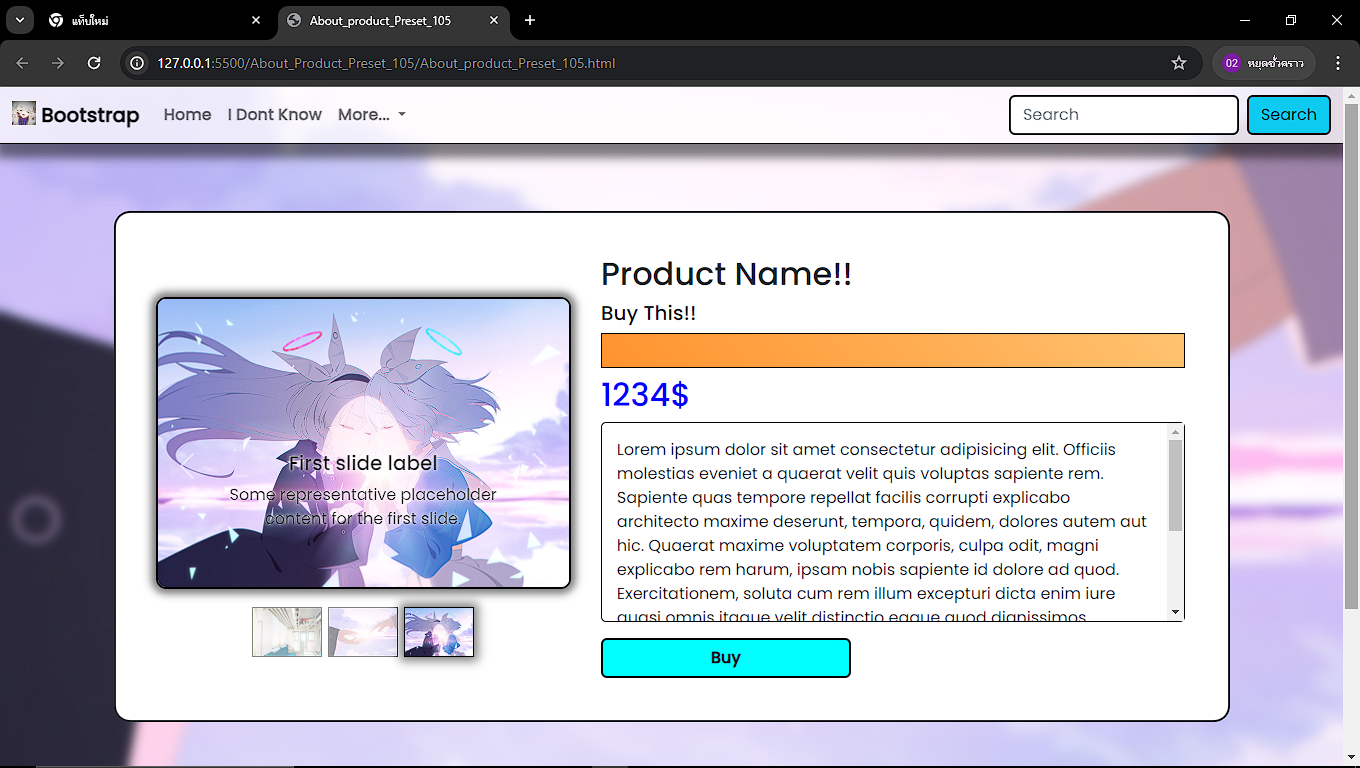 แท็บใหม่
About_product_Preset_105
127.0.0.1:5500/About_Product_Preset_105/About_product_Preset_105.html
02 หยุดชั่วคราว
Bootstrap Home I Dont Know More... Search Search
Product Name!!
Buy This!!
1234$
First slide label
Some representative placeholder
content for the first slide.
Lorem ipsum dolor sit amet consectetur adipisicing elit. Officiis
molestias eveniet a quaerat velit quis voluptas sapiente rem.
Sapiente quas tempore repellat facilis corrupti explicabo
architecto maxime deserunt, tempora, quidem, dolores autem aut
hic. Quaerat maxime voluptatem corporis, culpa odit, magni
explicabo rem harum, ipsam nobis sapiente id dolore ad quod.
Exercitationem, soluta cum rem illum excepturi dicta enim iure
quasi omnis itaque velit distinctio eaque quod dignissimos
Buy